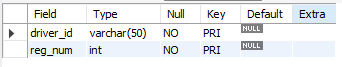 Field Type Null Key Default Extra
driver_id varchar(50) NO PRI NULL
reg_num int NO PRI NULL